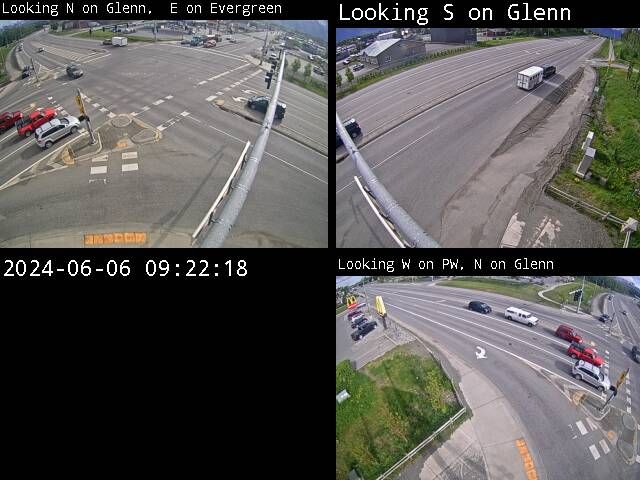 Looking N on Glenn,  E on Evergreen
Looking S on Glenn
2024-06-06 09:22:18
Looking W on PW, N on Glenn